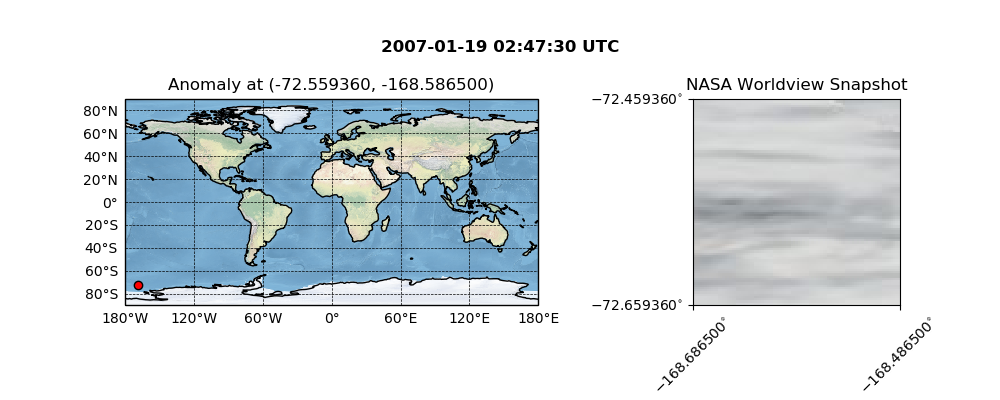 2007-01-19 02:47:30 UTC
Anomaly at (-72.559360, -168.586500)
80°N
60°N
40°N
20°N
0°
20°S
40°S
60°S
80°S
180°W 120°W 60°W 0° 60°E 120°E 180°E
NASA Worldview Snapshot
−72.459360°
−72.659360°
−168.686500°
−168.486500°